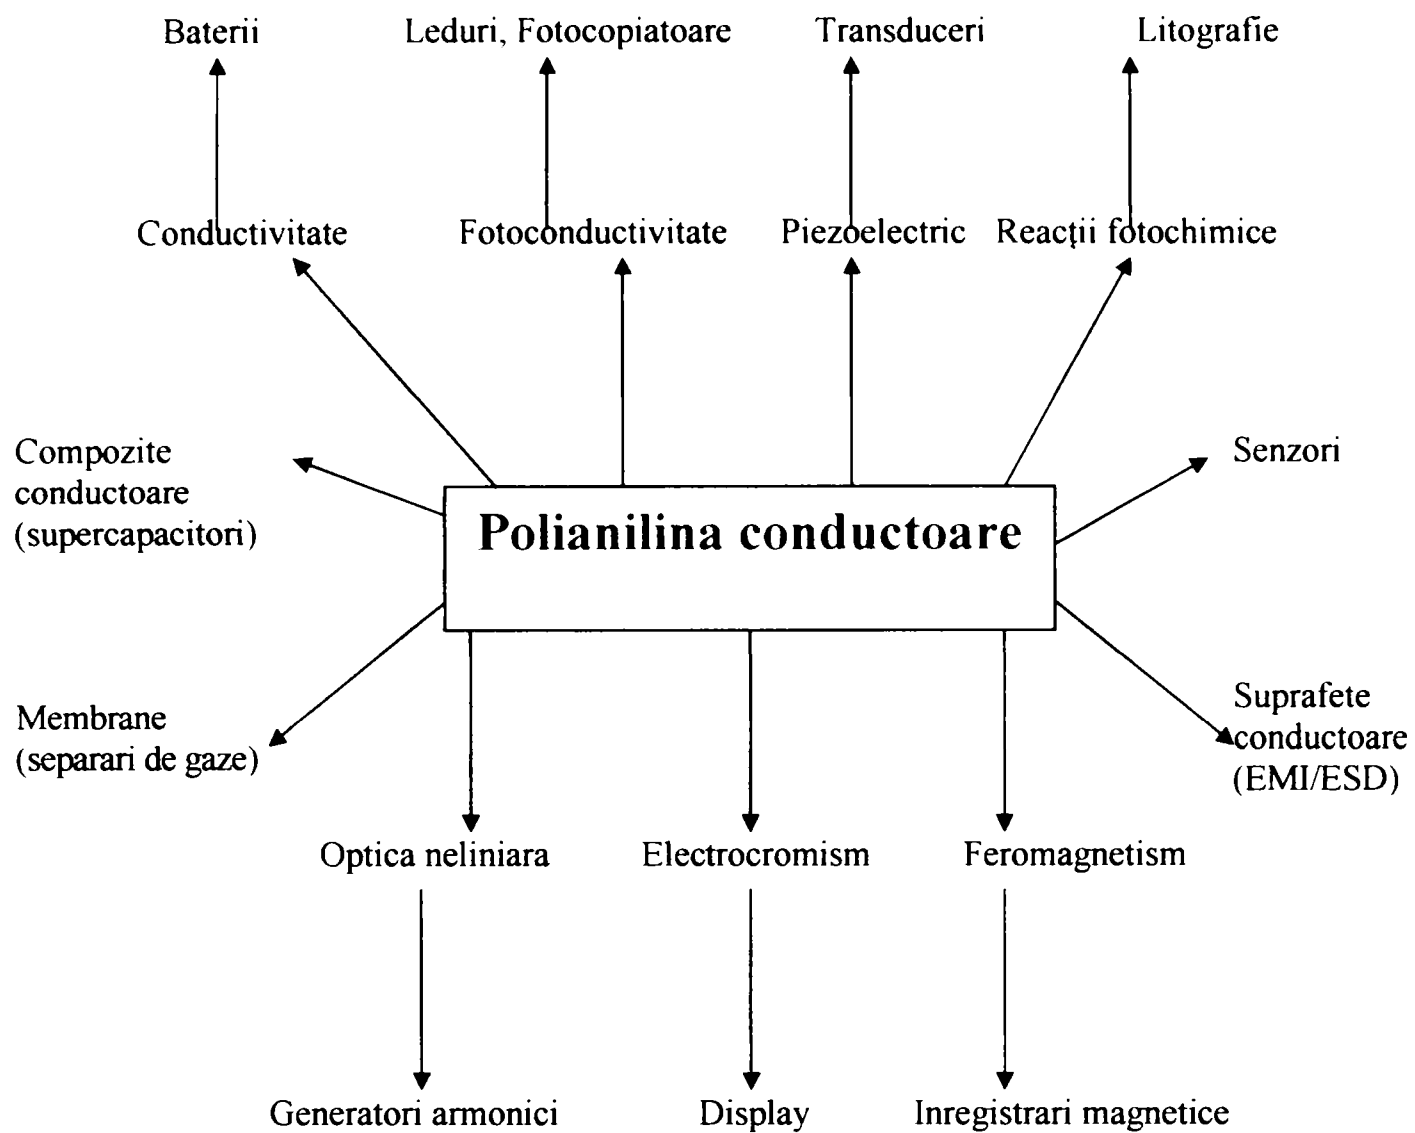 Baterii
Leduri, Fotocopiatoare
Transduceri
Litografie
Conductivitate
Fotoconductivitate
Piezoelectric
Reacții fotochimice
Compozite
conductoare
(supercapacitori)
Senzori
Polianilina conductoare
Membrane
(separari de gaze)
Suprafete
conductoare
(EMI/ESD)
Optica neliniara
Electrocromism
Feromagnetism
Generatori armonici
Display
Inregistrari magnetice